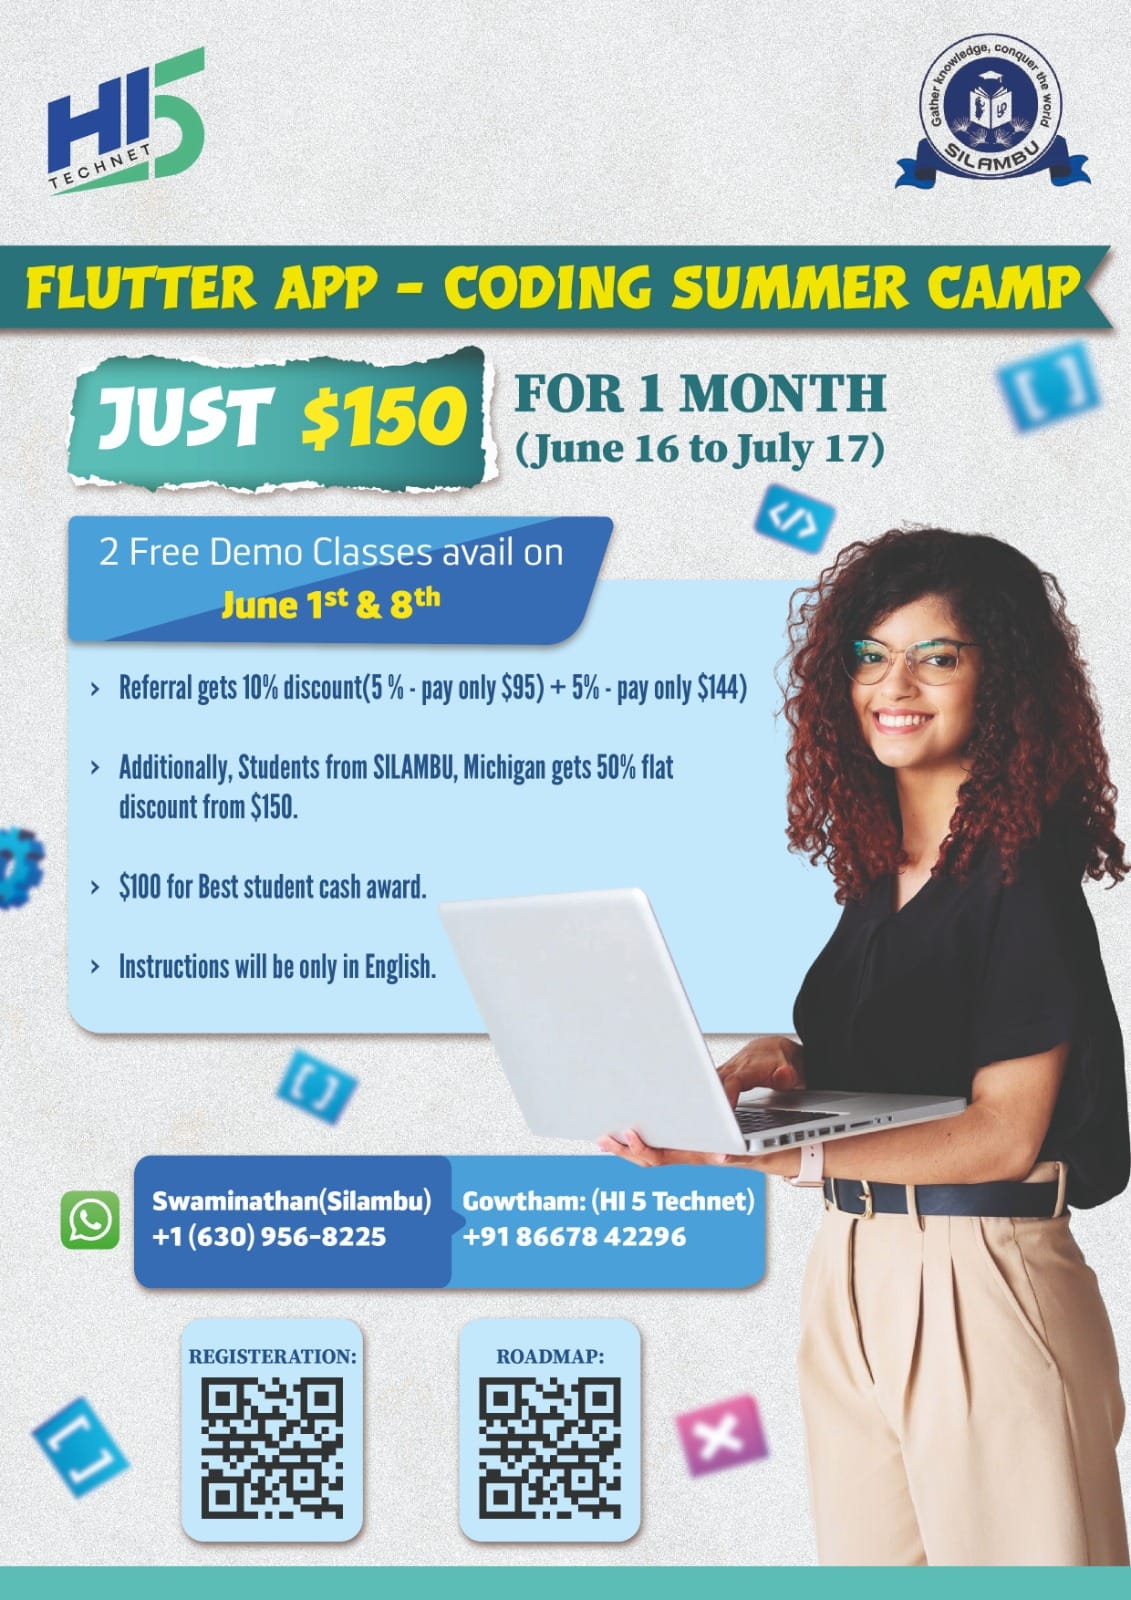 HI5
TECHNET
Gather knowledge, conquer the world
SILAMBU
FLUTTER APP - CODING SUMMER CAMP
JUST $150
FOR 1 MONTH
(June 16 to July 17)
</>
2 Free Demo Classes avail on
June 1st & 8th
› Referral gets 10% discount(5 % - pay only $95) + 5% - pay only $144)
› Additionally, Students from SILAMBU, Michigan gets 50% flat
discount from $150.
› $100 for Best student cash award.
› Instructions will be only in English.
Swaminathan(Silambu)
+1 (630) 956-8225
Gowtham: (HI 5 Technet)
+91 86678 42296
REGISTERATION:
ROADMAP: